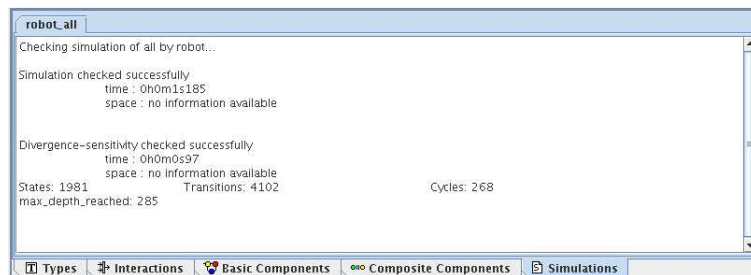 robot_all
Checking simulation of all by robot...
Simulation checked successfully
time : 0h0m1s185
space : no information available
Divergence-sensitivity checked successfully
time : 0h0m0s97
space : no information available
States: 1981 Transitions: 4102 Cycles: 268
max_depth_reached: 285
T Types Interactions Basic Components Composite Components S Simulations